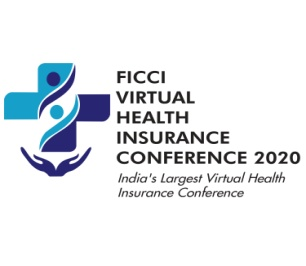 FICCI
VIRTUAL
HEALTH
INSURANCE
CONFERENCE 2020
India's Largest Virtual Health
Insurance Conference